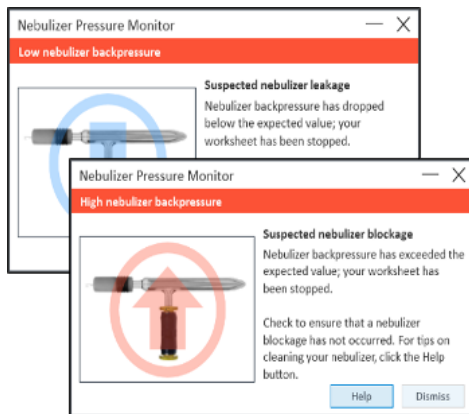 Nebulizer Pressure Monitor
Low nebulizer backpressure
Suspected nebulizer leakage
Nebulizer backpressure has dropped
below the expected value; your
worksheet has been stopped.
Nebulizer Pressure Monitor
High nebulizer backpressure
Suspected nebulizer blockage
Nebulizer backpressure has exceeded the
expected value; your worksheet has
been stopped.
Check to ensure that a nebulizer
blockage has not occurred. For tips on
cleaning your nebulizer, click the Help
button.
Help Dismiss